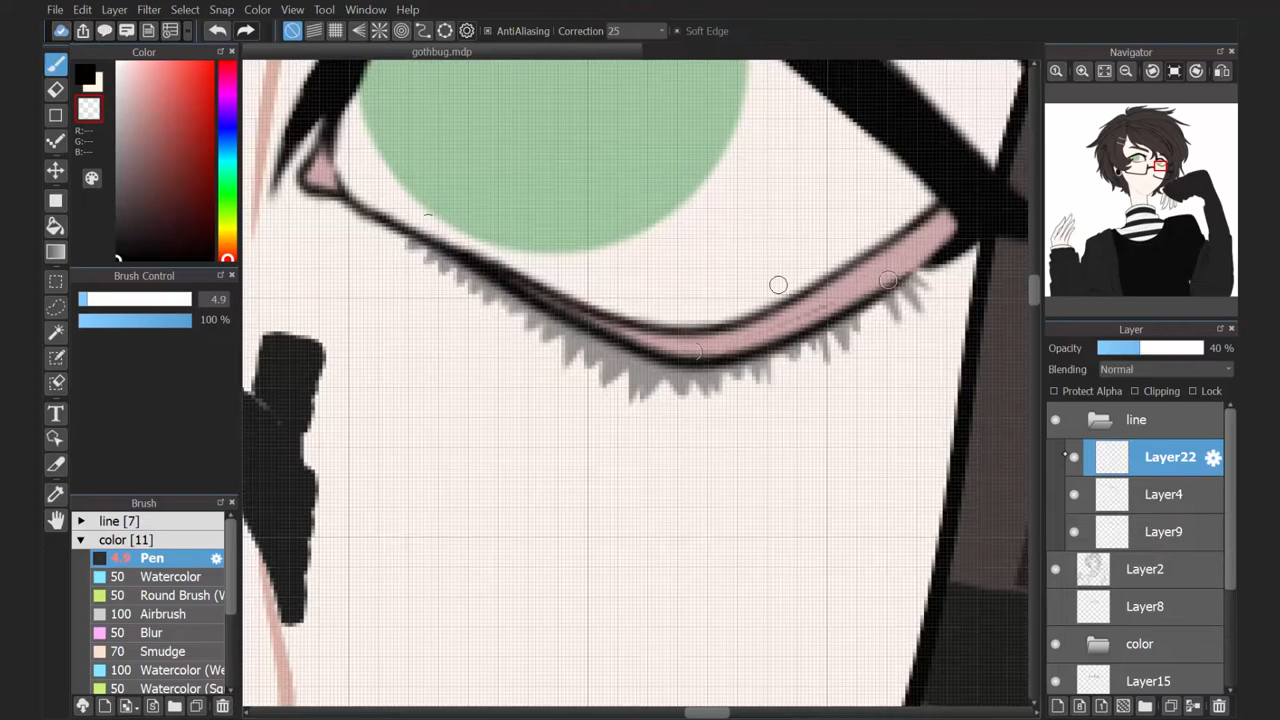 File Edit Layer Filter Select Snap Color View Tool Window Help
AntiAliasing Correction 25 Soft Edge
gothbug.mdp
Color
R:---
G:---
B:---
Brush Control
4.9
100 %
Brush
line [7]
color [11]
4.9 Pen
50 Watercolor
50 Round Brush (W
100 Airbrush
50 Blur
70 Smudge
100 Watercolor (We
50 Watercolor (Sq
Navigator
Layer
Opacity 40 %
Blending Normal
Protect Alpha Clipping Lock
line
Layer22
Layer4
Layer9
Layer2
Layer8
color
Layer15